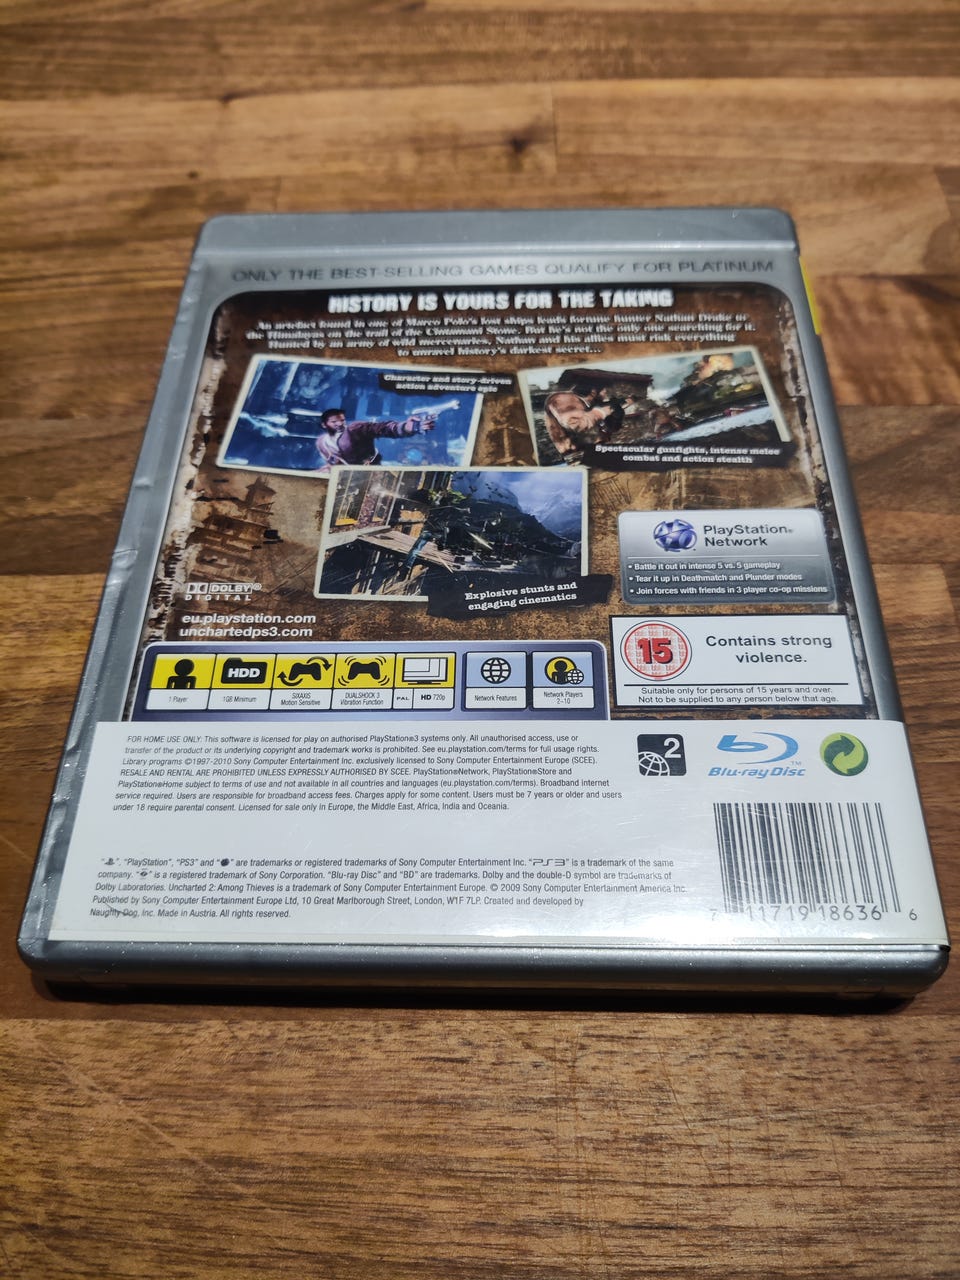 ONLY THE BEST-SELLING GAMES QUALIFY FOR PLATINUM
HISTORY IS YOURS FOR THE TAKING
An artefact found in one of Marco Polo's lost ships leads fortune hunter Nathan Drake to
the Himalayas on the trail of the Cintamani Stone. But he's not the only one searching for it.
Hunted by an army of wild mercenaries, Nathan and his allies must risk everything
to unravel history's darkest secret...
Character and story-driven
action adventure epic
Spectacular gunfights, intense melee
combat and action stealth
Explosive stunts and
engaging cinematics
PlayStation®
Network
• Battle it out in intense 5 vs. 5 gameplay
• Tear it up in Deathmatch and Plunder modes
• Join forces with friends in 3 player co-op missions
DOLBY®
DIGITAL
eu.playstation.com
unchartedps3.com
15
Contains strong
violence.
Suitable only for persons of 15 years and over.
Not to be supplied to any person below that age.
HDD
1 Player
1GB Minimum
SIXAXIS
Motion Sensitive
DUALSHOCK 3
Vibration Function
PAL
HD 720p
Network Features
Network Players
2-10
FOR HOME USE ONLY: This software is licensed for play on authorised PlayStation®3 systems only. All unauthorised access, use or
transfer of the product or its underlying copyright and trademark works is prohibited. See eu.playstation.com/terms for full usage rights.
Library programs ©1997-2010 Sony Computer Entertainment Inc. exclusively licensed to Sony Computer Entertainment Europe (SCEE).
RESALE AND RENTAL ARE PROHIBITED UNLESS EXPRESSLY AUTHORISED BY SCEE. PlayStation®Network, PlayStation®Store and
PlayStation®Home subject to terms of use and not available in all countries and languages (eu.playstation.com/terms). Broadband internet
service required. Users are responsible for broadband access fees. Charges apply for some content. Users must be 7 years or older and users
under 18 require parental consent. Licensed for sale only in Europe, the Middle East, Africa, India and Oceania.
2
Blu-ray Disc™
" ", "PlayStation", "PS3" and " " are trademarks or registered trademarks of Sony Computer Entertainment Inc. "PS3" is a trademark of the same
company. " " is a registered trademark of Sony Corporation. "Blu-ray Disc" and "BD" are trademarks. Dolby and the double-D symbol are trademarks of
Dolby Laboratories. Uncharted 2: Among Thieves is a trademark of Sony Computer Entertainment Europe. © 2009 Sony Computer Entertainment America Inc.
Published by Sony Computer Entertainment Europe Ltd, 10 Great Marlborough Street, London, W1F 7LP. Created and developed by
Naughty Dog, Inc. Made in Austria. All rights reserved.
7 11719 18636 6